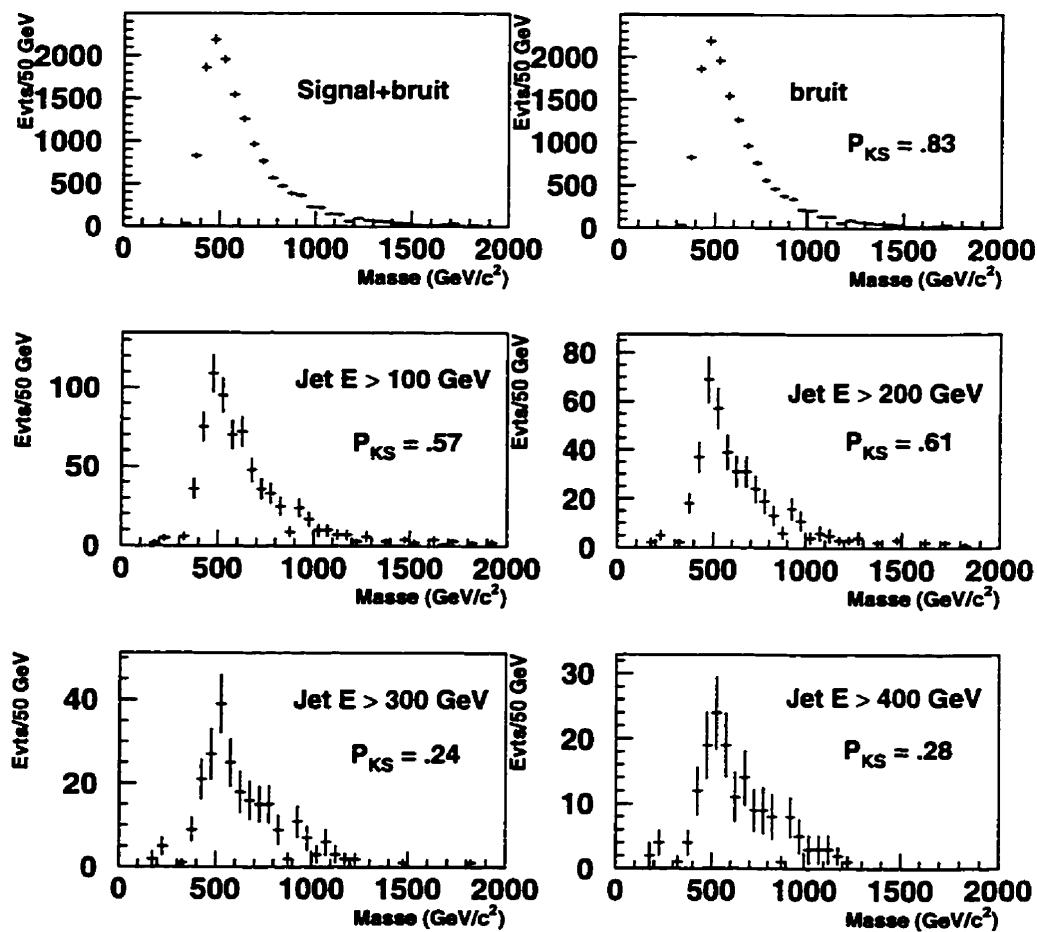 Evts/50 GeV
2000
1500
1000
500
0
Signal+bruit
0 500 1000 1500 2000
Masse (GeV/c²)
Evts/50 GeV
2000
1500
1000
500
0
bruit
P_KS = .83
0 500 1000 1500 2000
Masse (GeV/c²)
Evts/50 GeV
100
50
0
Jet E > 100 GeV
P_KS = .57
0 500 1000 1500 2000
Masse (GeV/c²)
Evts/50 GeV
80
60
40
20
0
Jet E > 200 GeV
P_KS = .61
0 500 1000 1500 2000
Masse (GeV/c²)
Evts/50 GeV
40
20
0
Jet E > 300 GeV
P_KS = .24
0 500 1000 1500 2000
Masse (GeV/c²)
Evts/50 GeV
30
20
10
0
Jet E > 400 GeV
P_KS = .28
0 500 1000 1500 2000
Masse (GeV/c²)